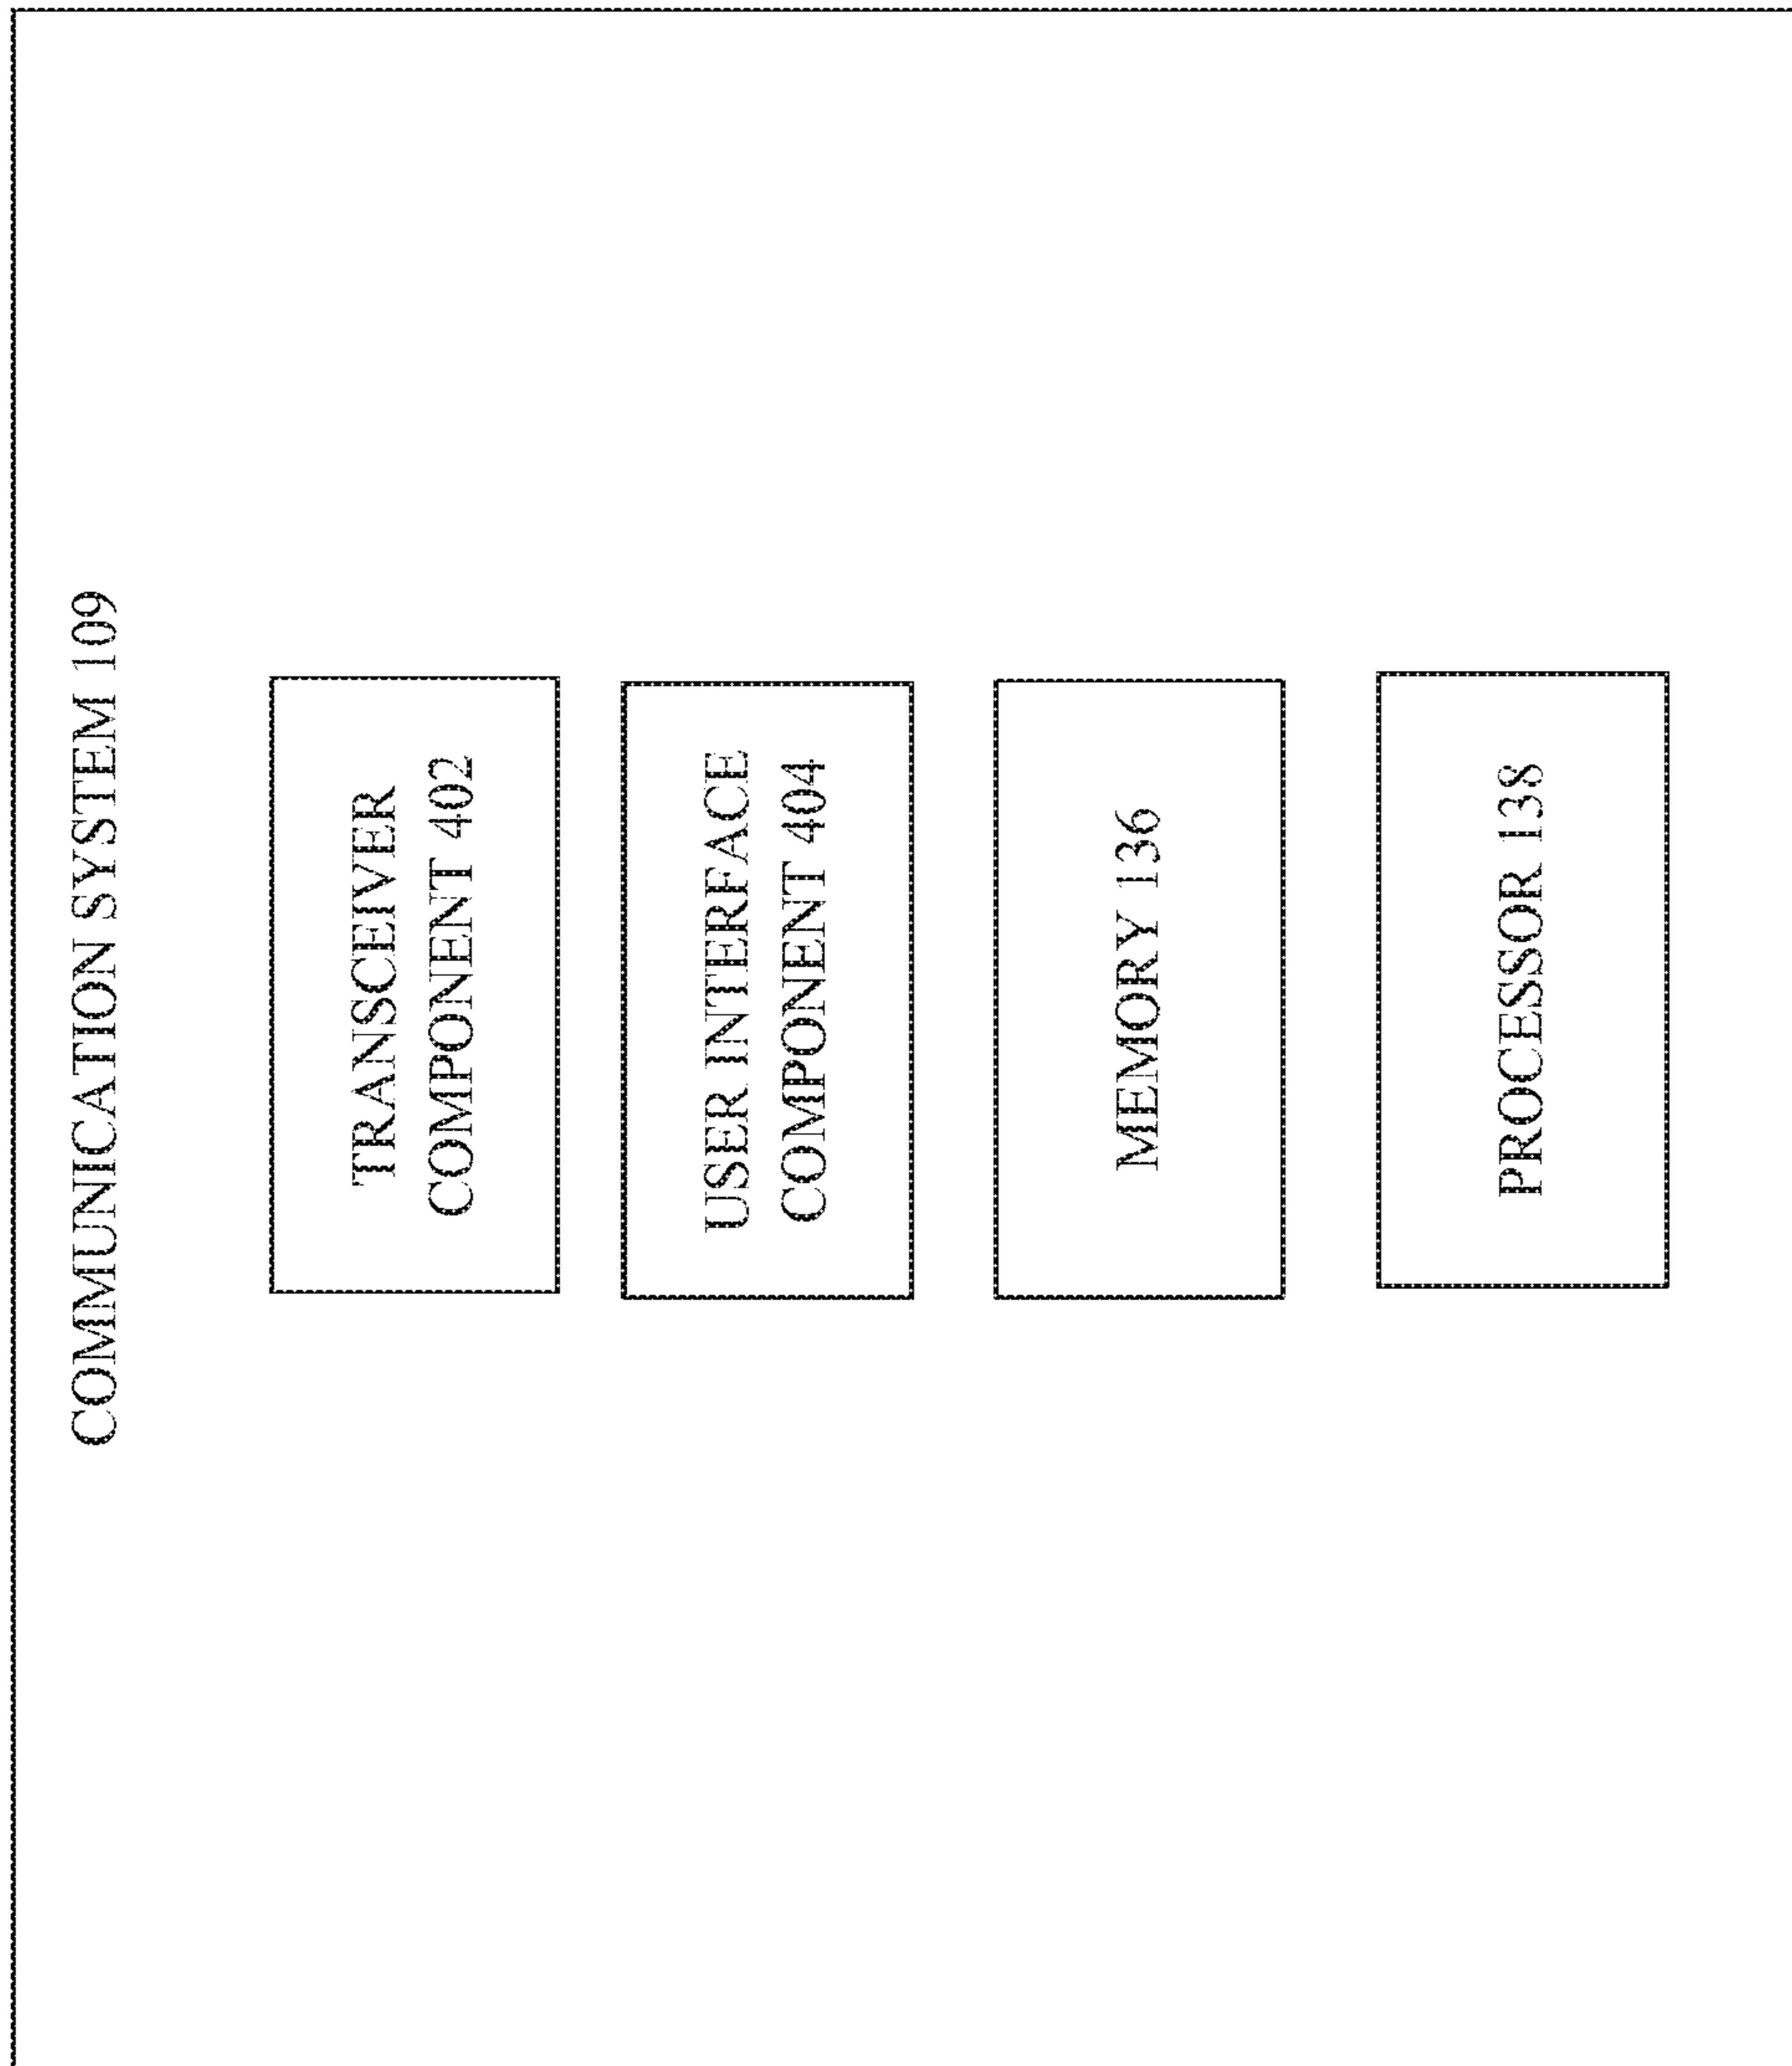 COMMUNICATION SYSTEM 109
TRANSCEIVER
COMPONENT 402
USER INTERFACE
COMPONENT 404
MEMORY 136
PROCESSOR 138